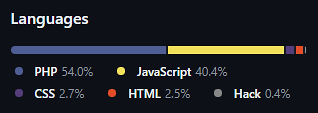 Languages
PHP 54.0% JavaScript 40.4%
CSS 2.7% HTML 2.5% Hack 0.4%